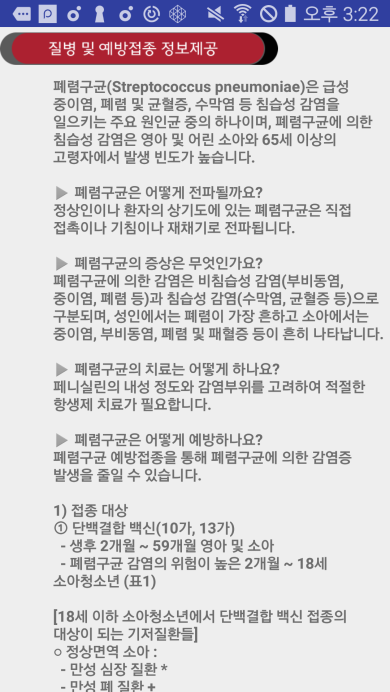 오후 3:22
질병 및 예방접종 정보제공
폐렴구균(Streptococcus pneumoniae)은 급성
중이염, 폐렴 및 균혈증, 수막염 등 침습성 감염을
일으키는 주요 원인균 중의 하나이며, 폐렴구균에 의한
침습성 감염은 영아 및 어린 소아와 65세 이상의
고령자에서 발생 빈도가 높습니다.
▶ 폐렴구균은 어떻게 전파될까요?
정상인이나 환자의 상기도에 있는 폐렴구균은 직접
접촉이나 기침이나 재채기로 전파됩니다.
▶ 폐렴구균의 증상은 무엇인가요?
폐렴구균에 의한 감염은 비침습성 감염(부비동염,
중이염, 폐렴 등)과 침습성 감염(수막염, 균혈증 등)으로
구분되며, 성인에서는 폐렴이 가장 흔하고 소아에서는
중이염, 부비동염, 폐렴 및 패혈증 등이 흔히 나타납니다.
▶ 폐렴구균의 치료는 어떻게 하나요?
페니실린의 내성 정도와 감염부위를 고려하여 적절한
항생제 치료가 필요합니다.
▶ 폐렴구균은 어떻게 예방하나요?
폐렴구균 예방접종을 통해 폐렴구균에 의한 감염증
발생을 줄일 수 있습니다.
1) 접종 대상
① 단백결합 백신(10가, 13가)
- 생후 2개월 ~ 59개월 영아 및 소아
- 폐렴구균 감염의 위험이 높은 2개월 ~ 18세
소아청소년 (표1)
[18세 이하 소아청소년에서 단백결합 백신 접종의
대상이 되는 기저질환들]
○ 정상면역 소아 :
- 만성 심장 질환 *
- 만성 폐 질환 +